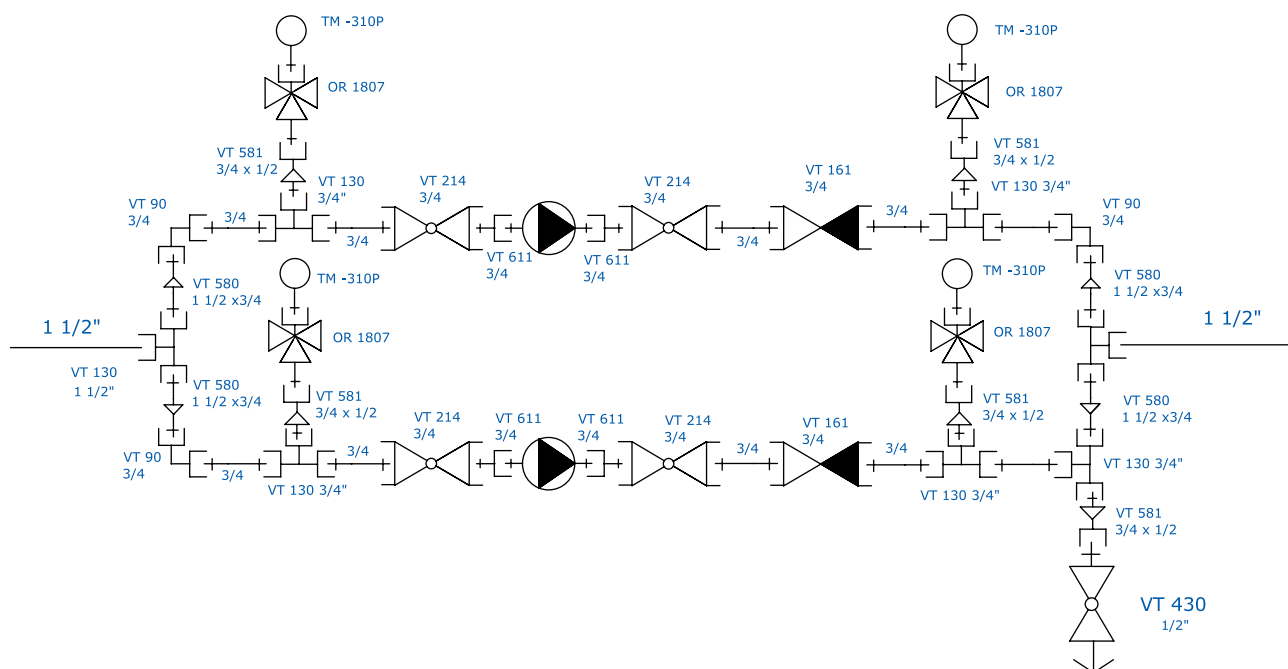 TM -310P
TM -310P
OR 1807
OR 1807
VT 581
3/4 x 1/2
VT 581
3/4 x 1/2
VT 130
3/4"
VT 214
3/4
VT 214
3/4
VT 161
3/4
VT 130 3/4"
VT 90
3/4
VT 90
3/4
3/4
3/4
3/4
3/4
VT 611
3/4
VT 611
3/4
VT 580
1 1/2 x3/4
TM -310P
TM -310P
VT 580
1 1/2 x3/4
1 1/2"
1 1/2"
OR 1807
OR 1807
VT 130
1 1/2"
VT 580
1 1/2 x3/4
VT 581
3/4 x 1/2
VT 581
3/4 x 1/2
VT 580
1 1/2 x3/4
VT 214
3/4
VT 611
3/4
VT 611
3/4
VT 214
3/4
VT 161
3/4
VT 90
3/4
3/4
3/4
3/4
3/4
VT 130 3/4"
VT 130 3/4"
VT 130 3/4"
VT 581
3/4 x 1/2
VT 430
1/2"